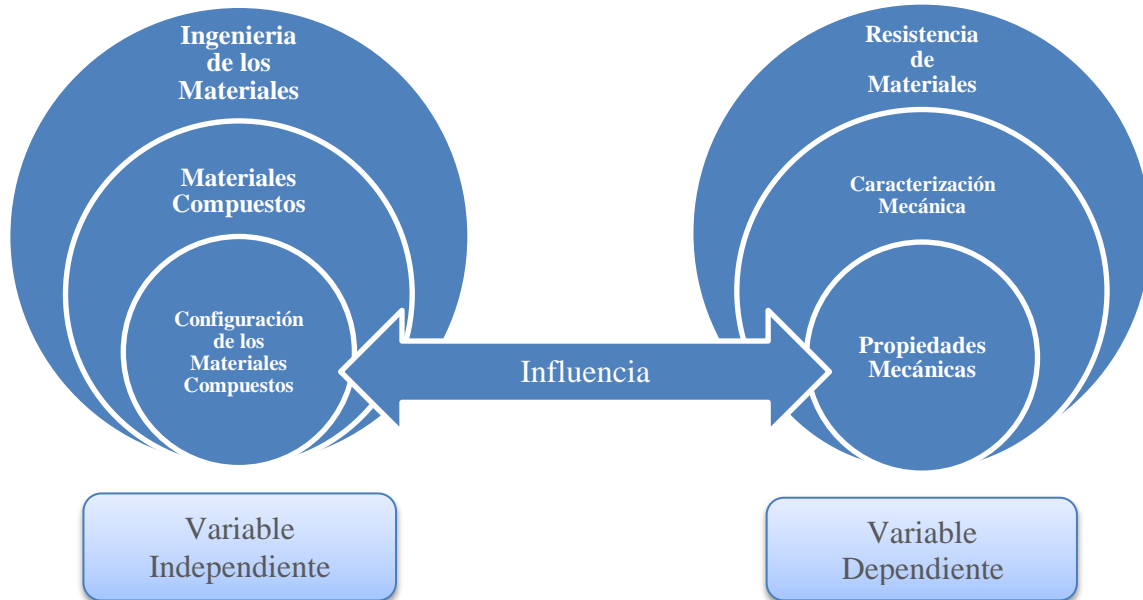 Ingenieria
de los
Materiales
Materiales
Compuestos
Configuración
de los
Materiales
Compuestos
Influencia
Resistencia
de
Materiales
Caracterización
Mecánica
Propiedades
Mecánicas
Variable
Independiente
Variable
Dependiente